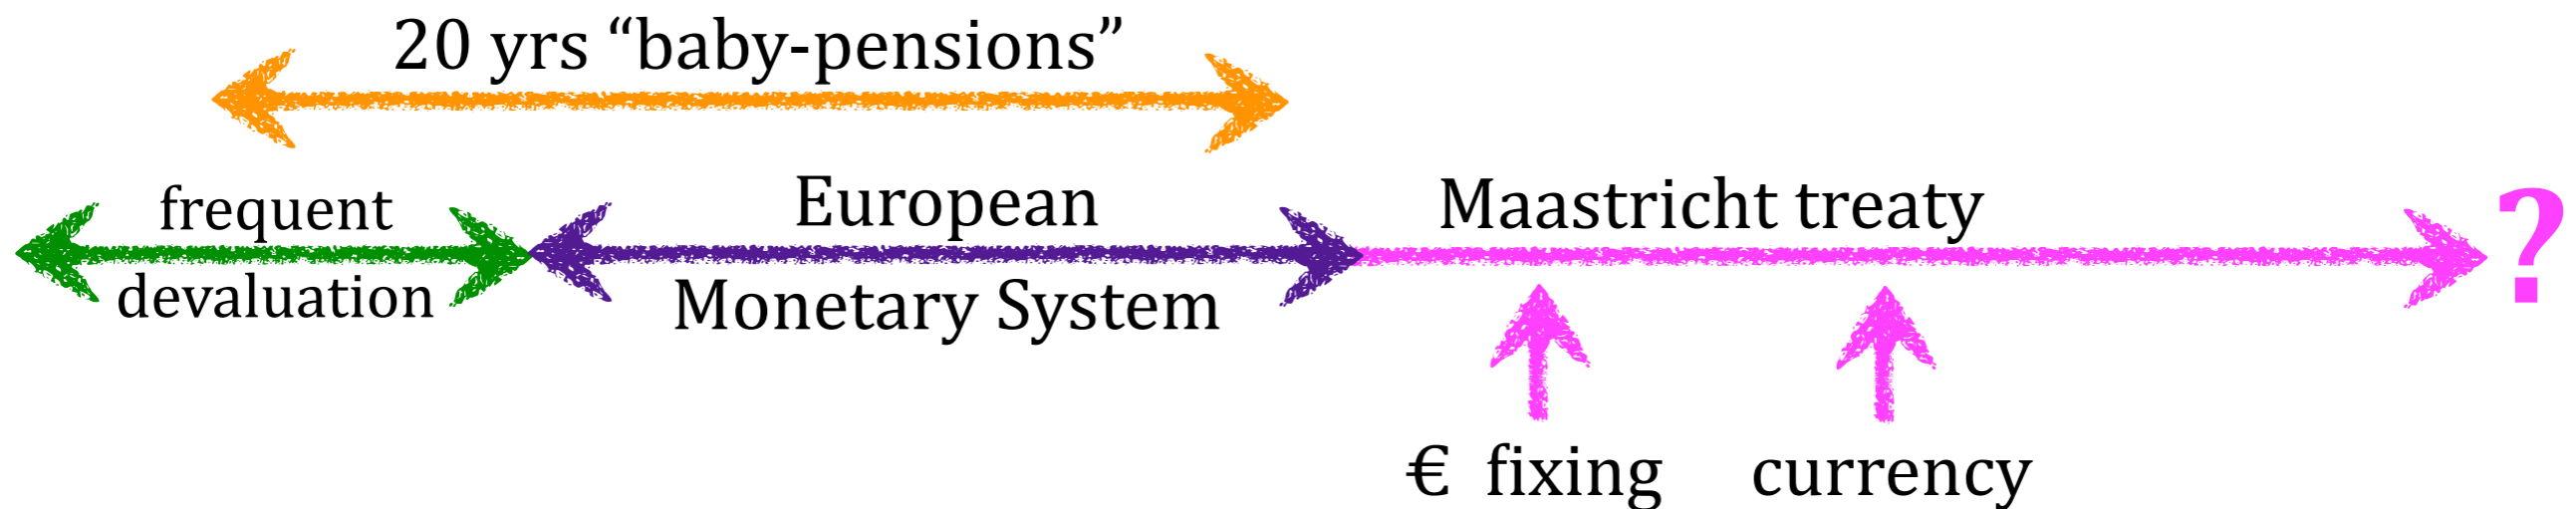 20 yrs “baby-pensions”
frequent
devaluation
European
Monetary System
Maastricht treaty
?
€ fixing
currency